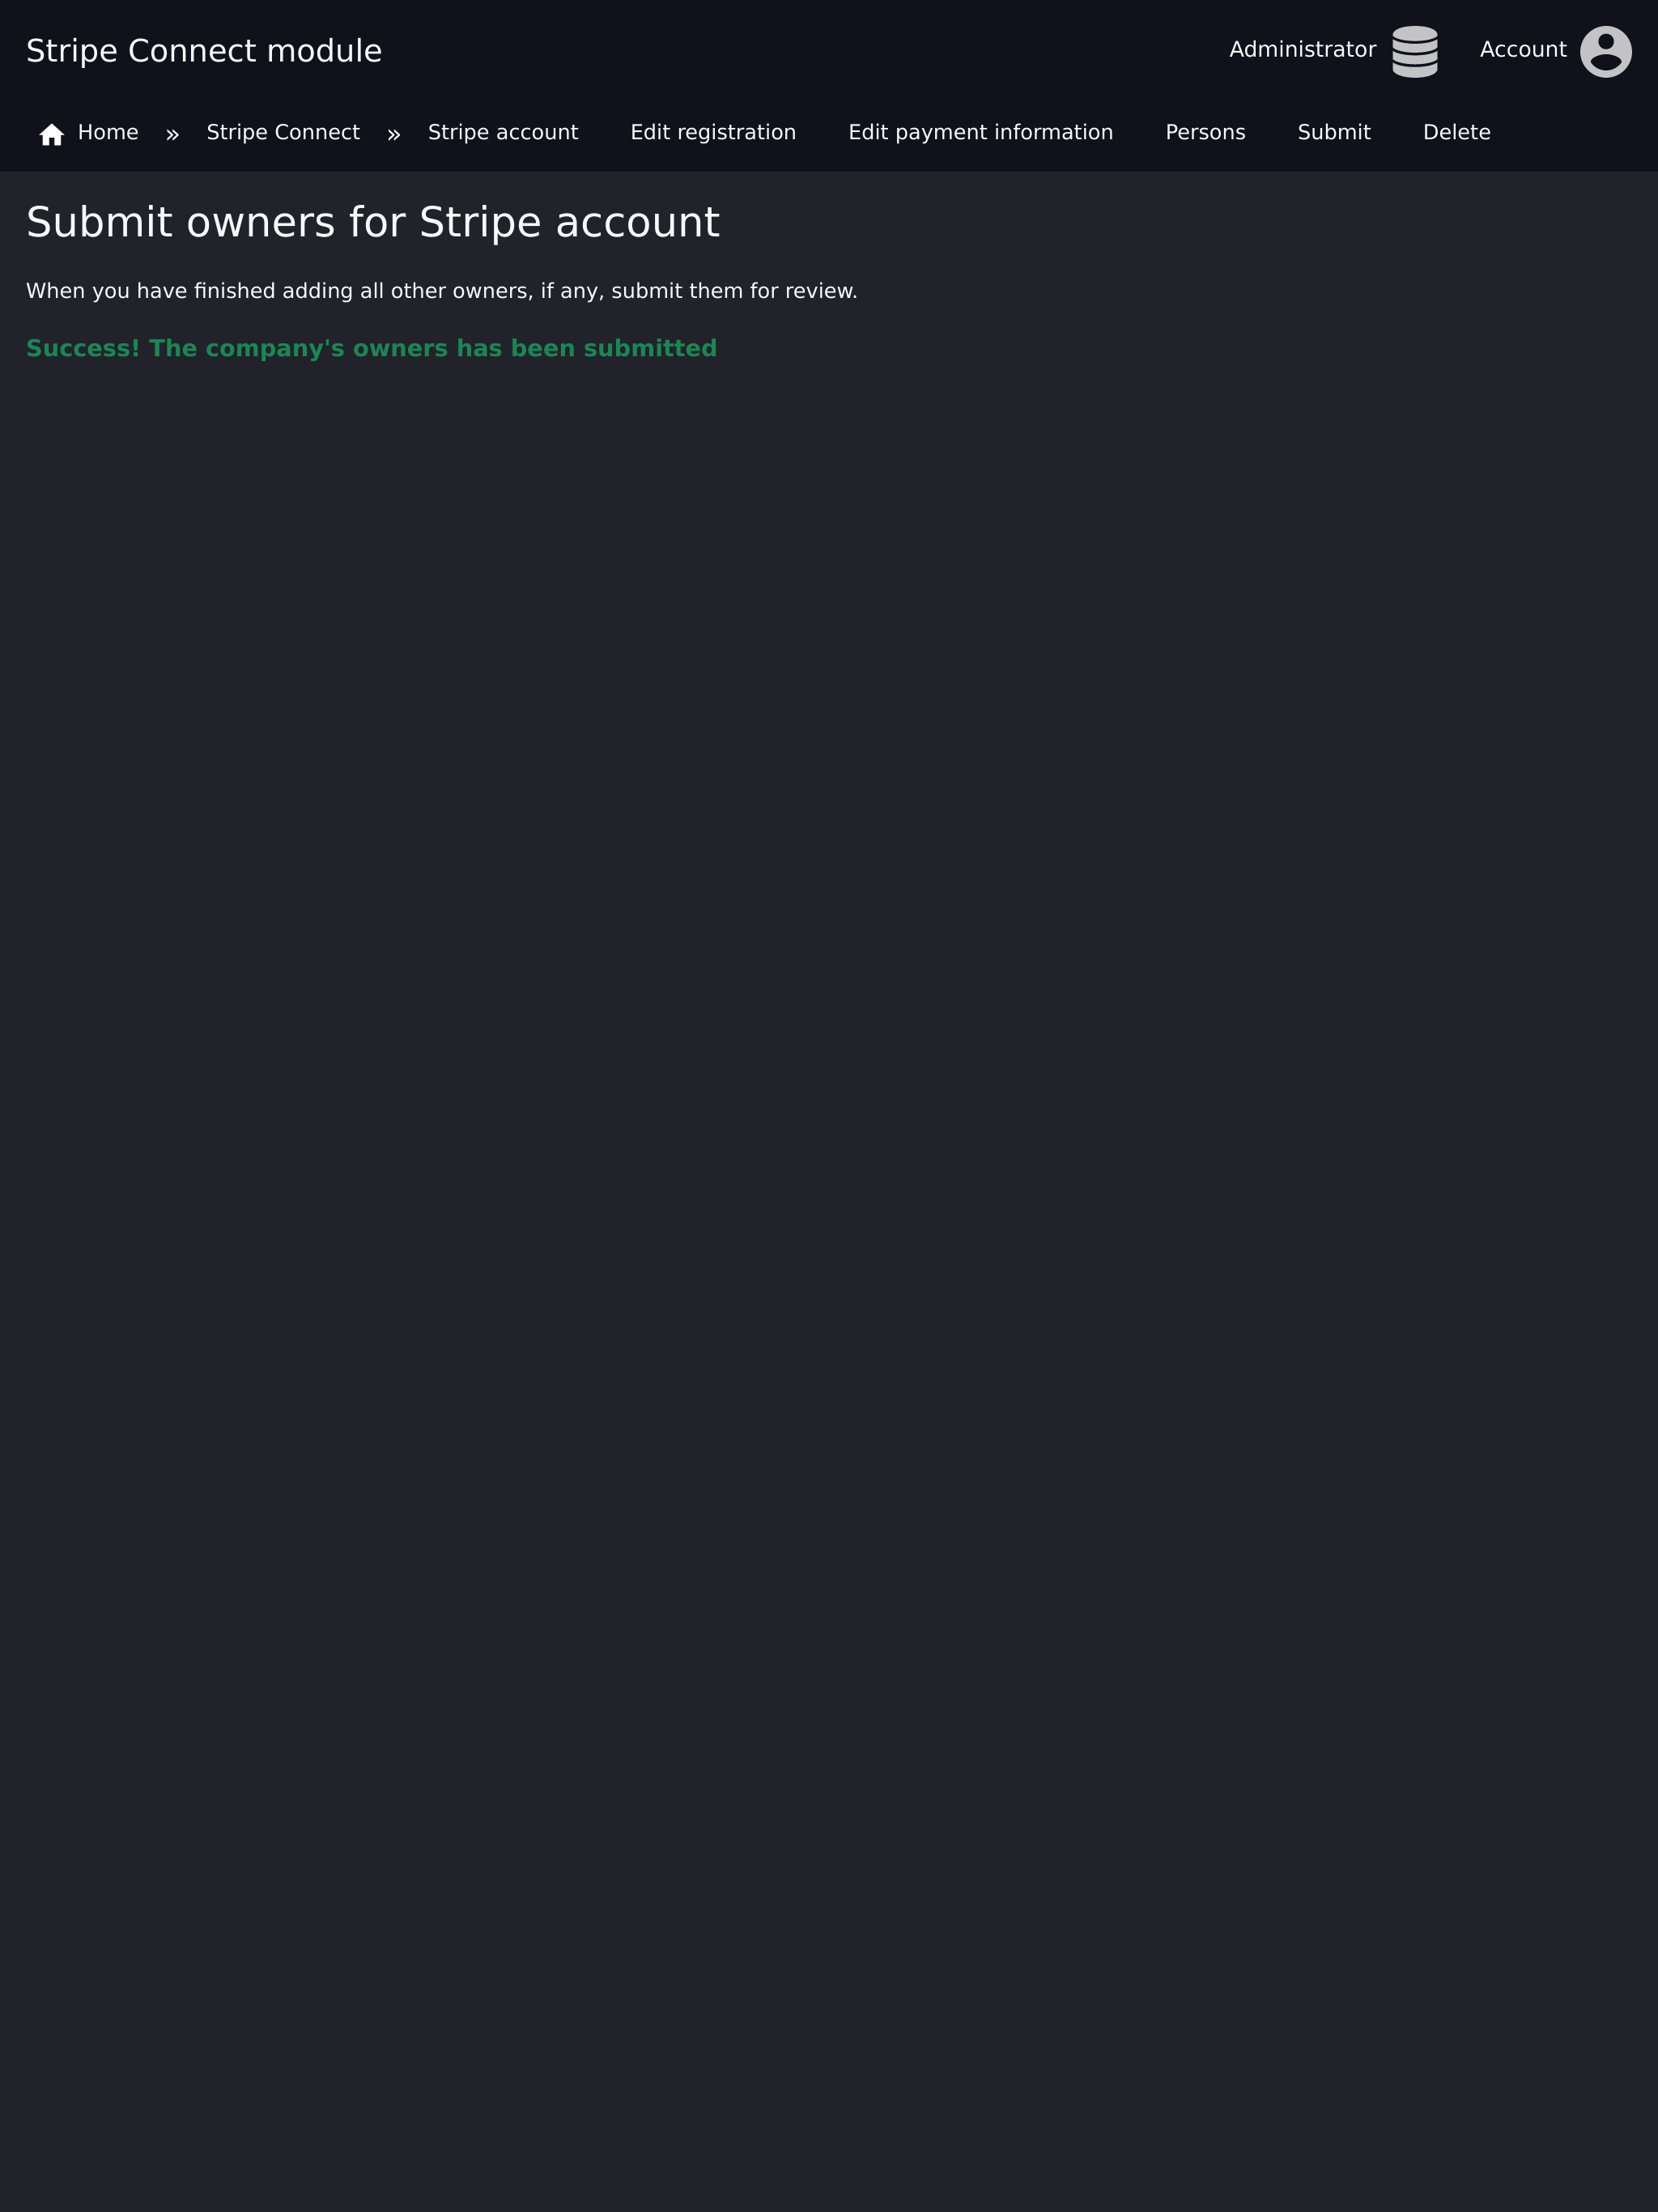 Stripe Connect module
Administrator
Account
Home » Stripe Connect » Stripe account Edit registration Edit payment information Persons Submit Delete
Submit owners for Stripe account
When you have finished adding all other owners, if any, submit them for review.
Success! The company's owners has been submitted